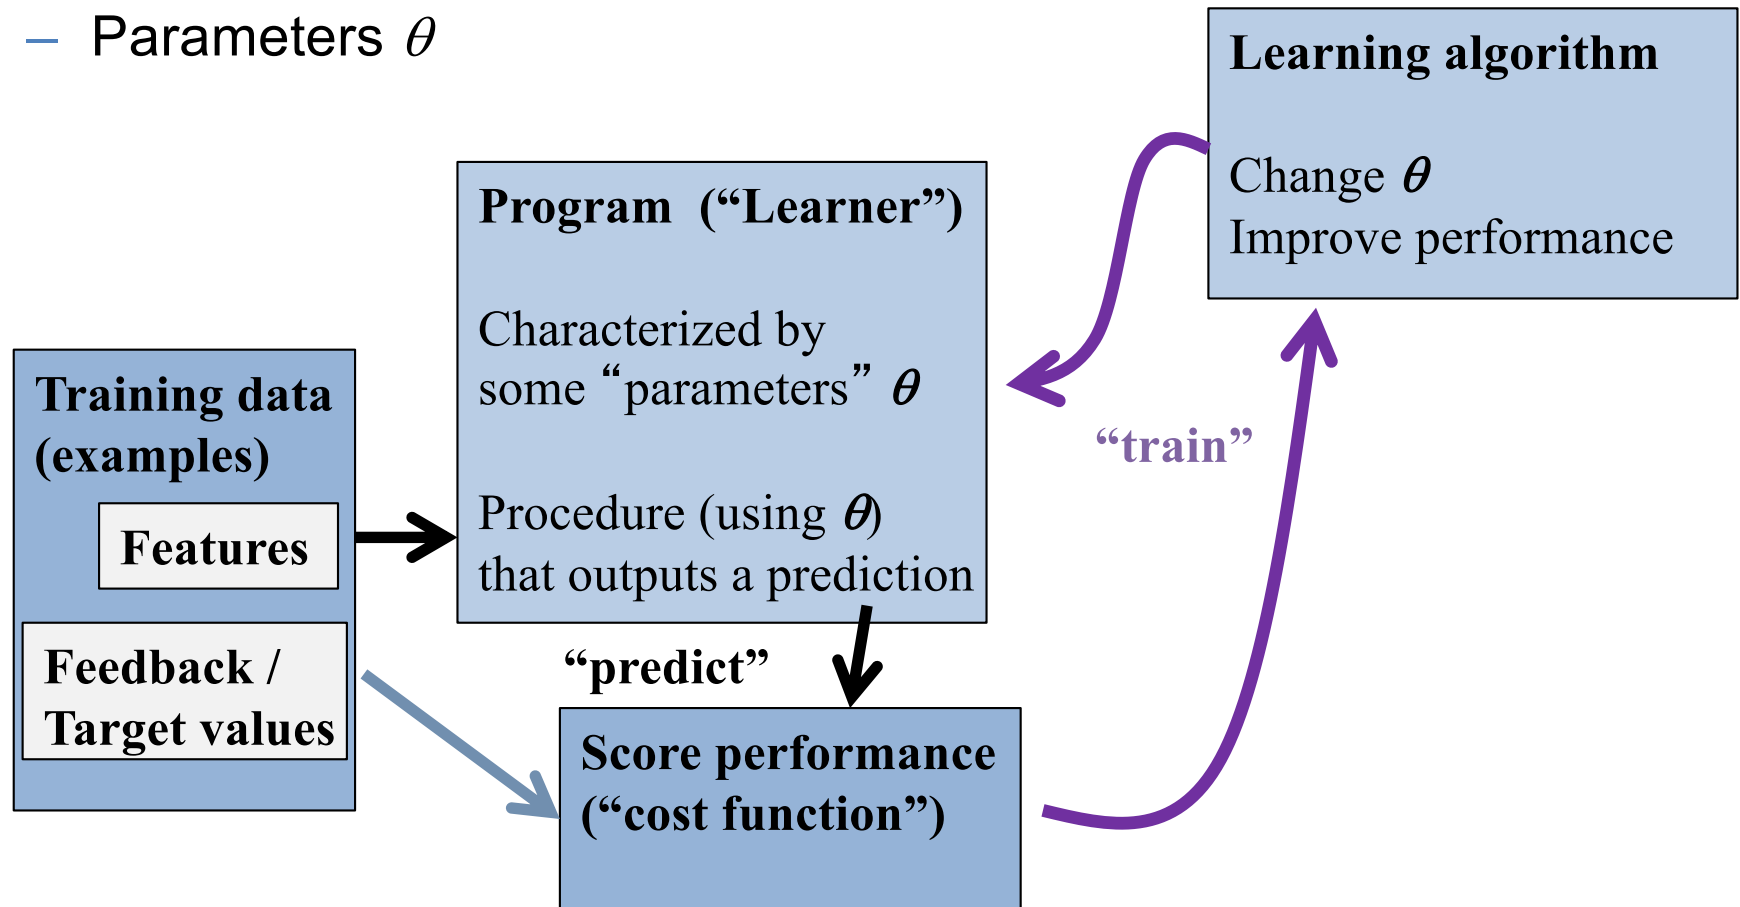 – Parameters θ
Learning algorithm
Change θ
Improve performance
Program (“Learner”)
Characterized by
some “parameters” θ
Procedure (using θ)
that outputs a prediction
Training data
(examples)
Features
Feedback /
Target values
“train”
“predict”
Score performance
(“cost function”)